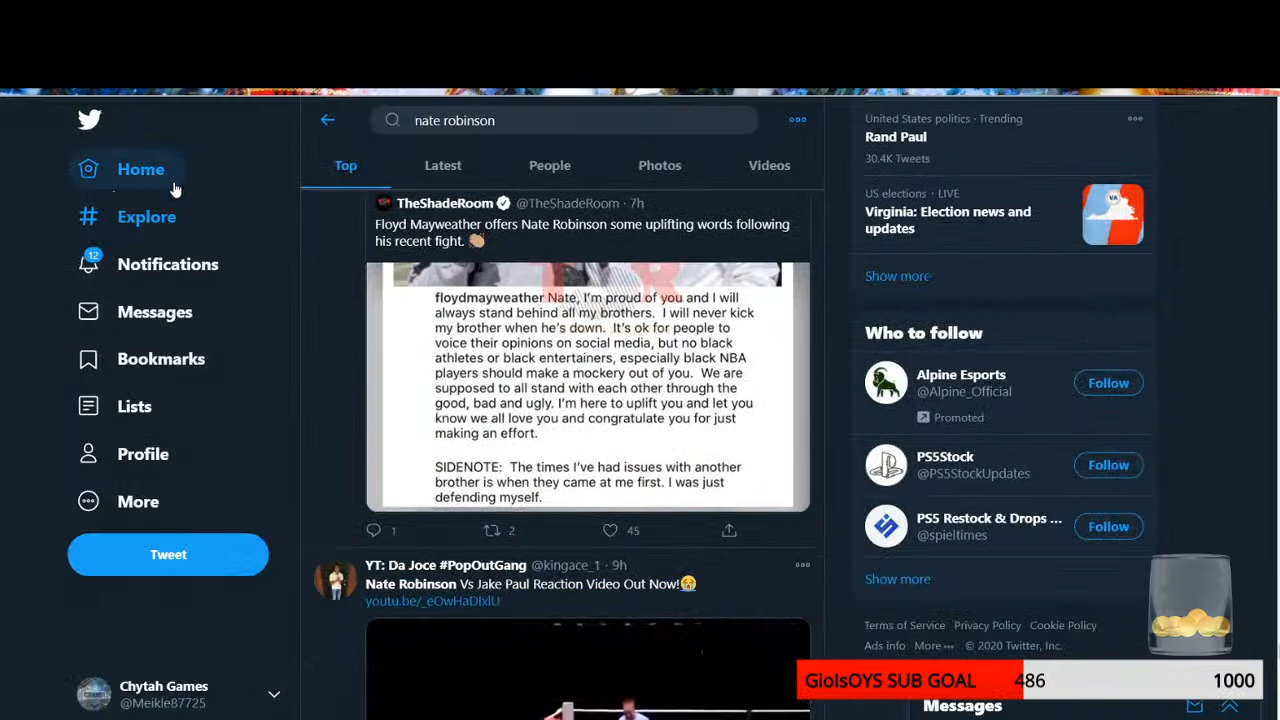 Home
Explore
12
Notifications
Messages
Bookmarks
Lists
Profile
More
Tweet
Chytah Games
@Meikle87725
nate robinson
Top
Latest
People
Photos
Videos
TheShadeRoom @TheShadeRoom · 7h
Floyd Mayweather offers Nate Robinson some uplifting words following
his recent fight. 👏🏽
floydmayweather Nate, I'm proud of you and I will
always stand behind all my brothers. I will never kick
my brother when he's down. It's ok for people to
voice their opinions on social media, but no black
athletes or black entertainers, especially black NBA
players should make a mockery out of you. We are
supposed to all stand with each other through the
good, bad and ugly. I'm here to uplift you and let you
know we all love you and congratulate you for just
making an effort.
SIDENOTE: The times I've had issues with another
brother is when they came at me first. I was just
defending myself.
1
2
45
YT: Da Joce #PopOutGang @kingace_1 · 9h
Nate Robinson Vs Jake Paul Reaction Video Out Now!😭
youtu.be/_eOwHaDIxlU
United States politics · Trending
Rand Paul
30.4K Tweets
US elections · LIVE
Virginia: Election news and
updates
VA
Show more
Who to follow
Alpine Esports
@Alpine_Official
Promoted
Follow
PS5Stock
@PS5StockUpdates
Follow
PS5 Restock & Drops ...
@spieltimes
Follow
Show more
Terms of Service Privacy Policy Cookie Policy
Ads info More ••• © 2020 Twitter, Inc.
GioIsOYS SUB GOAL 486 1000
Messages